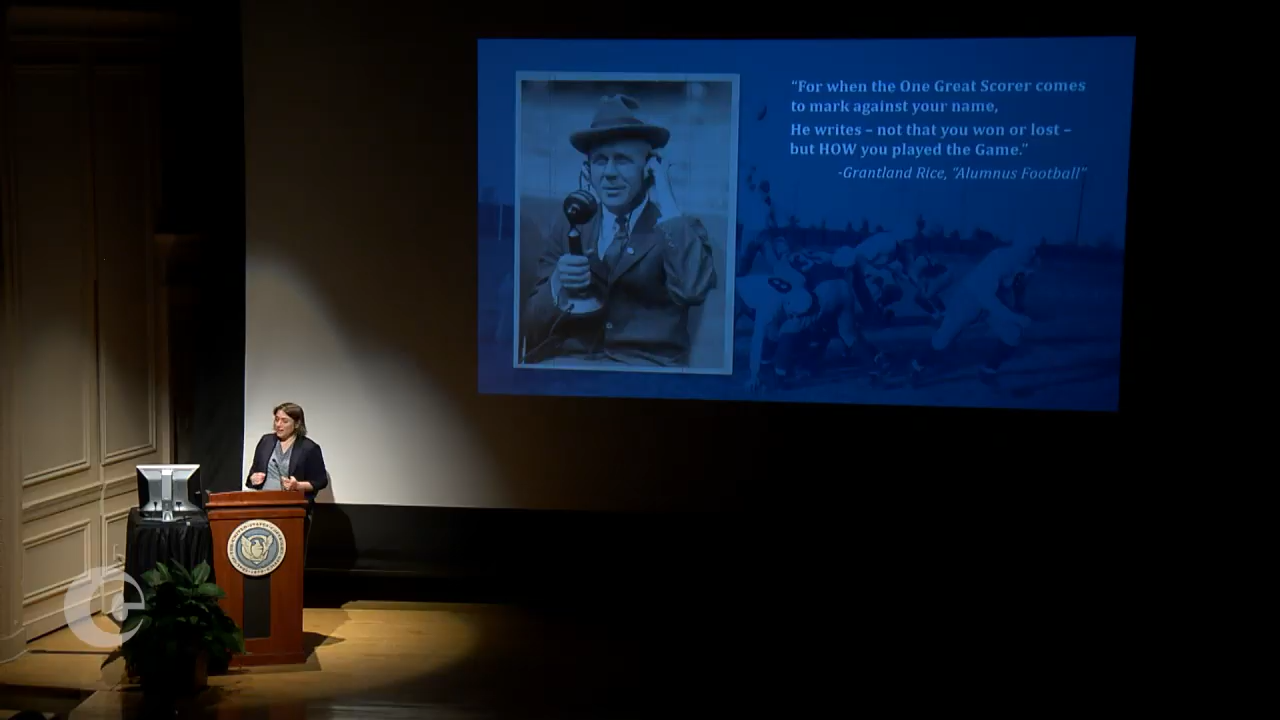 “For when the One Great Scorer comes
to mark against your name,
He writes – not that you won or lost –
but HOW you played the Game.”
-Grantland Rice, “Alumnus Football”